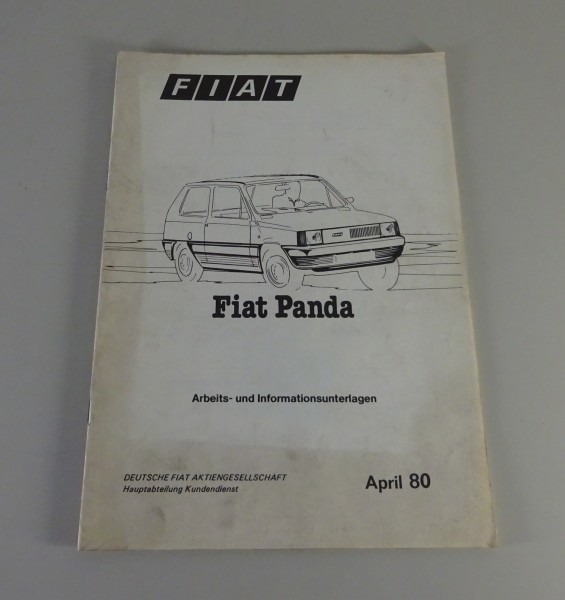 FIAT
Fiat Panda
Arbeits- und Informationsunterlagen
DEUTSCHE FIAT AKTIENGESELLSCHAFT
Hauptabteilung Kundendienst
April 80